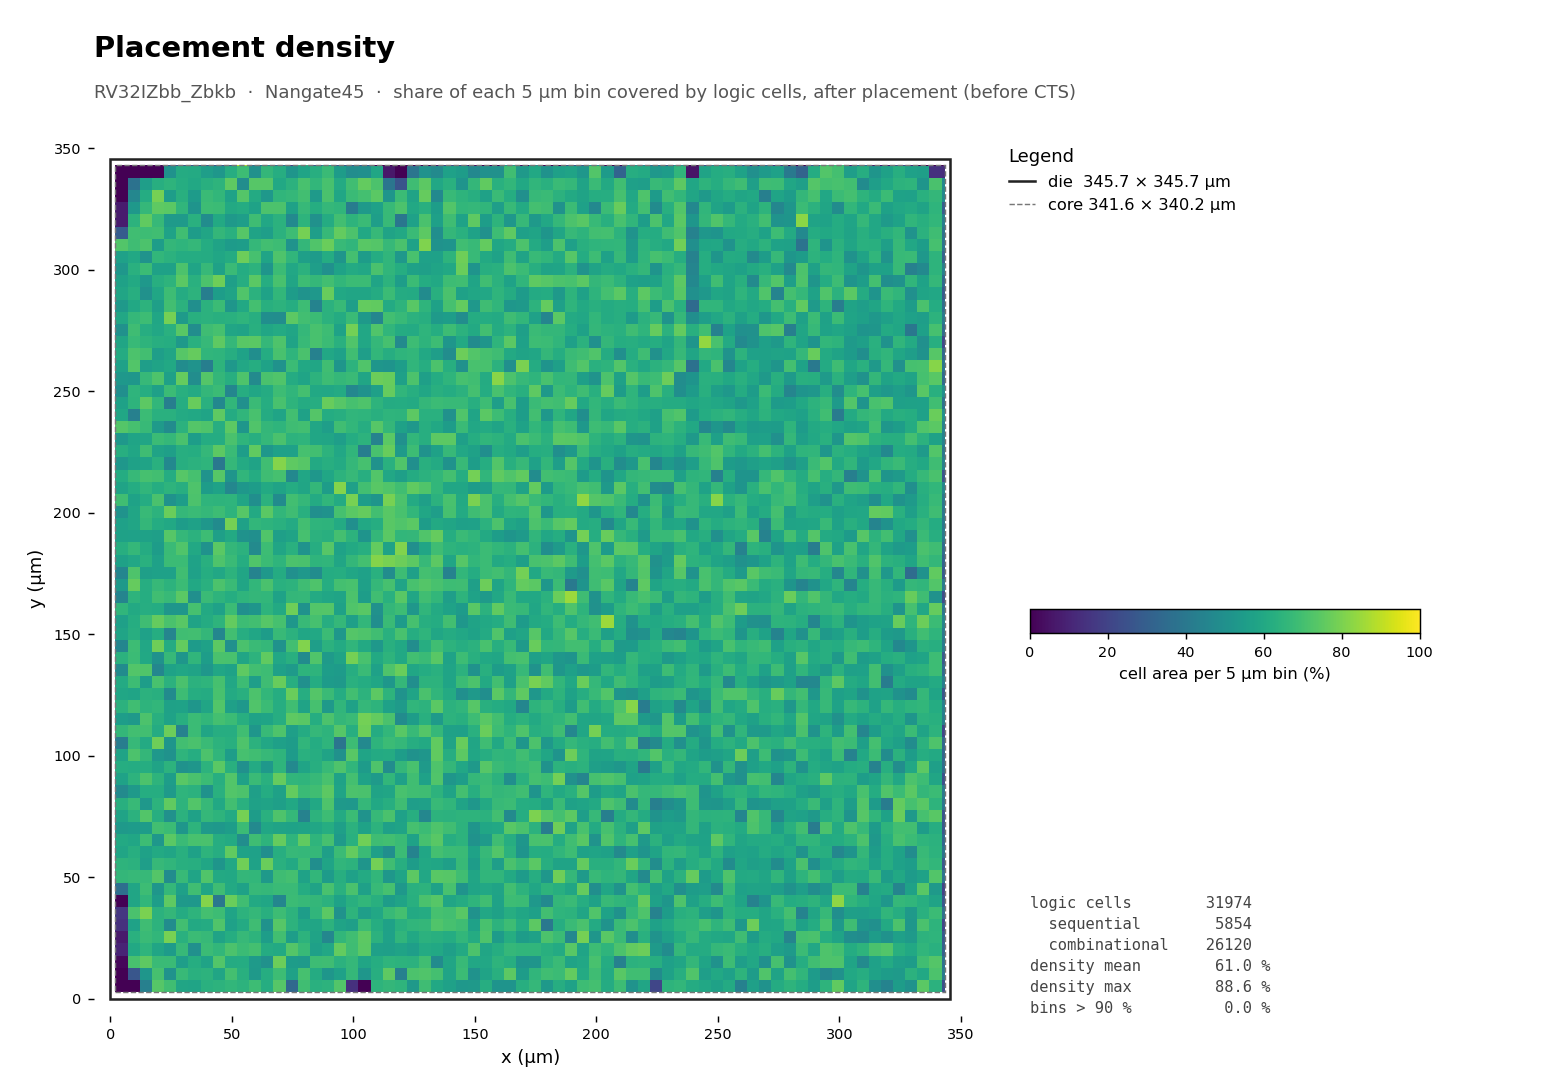 Placement density
RV32IZbb_Zbkb · Nangate45 · share of each 5 µm bin covered by logic cells, after placement (before CTS)
Legend
die 345.7 × 345.7 µm
core 341.6 × 340.2 µm
350
300
250
200
150
100
50
0
y (µm)
0 50 100 150 200 250 300 350
x (µm)
0 20 40 60 80 100
cell area per 5 µm bin (%)
logic cells 31974
sequential 5854
combinational 26120
density mean 61.0 %
density max 88.6 %
bins > 90 % 0.0 %